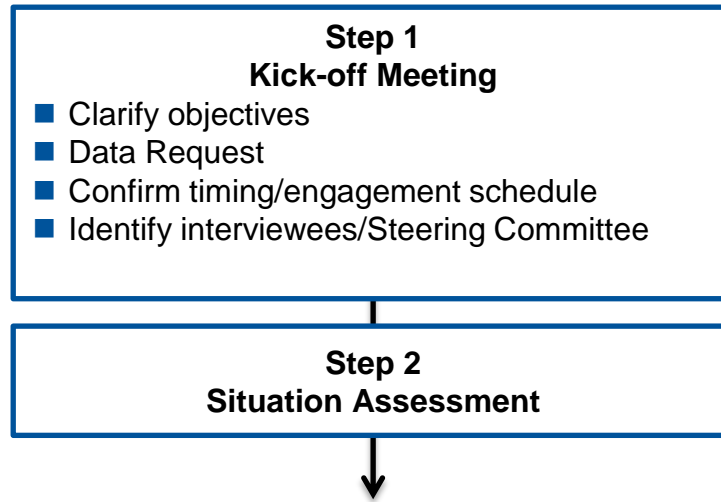 Step 1
Kick-off Meeting
Clarify objectives
Data Request
Confirm timing/engagement schedule
Identify interviewees/Steering Committee
Step 2
Situation Assessment